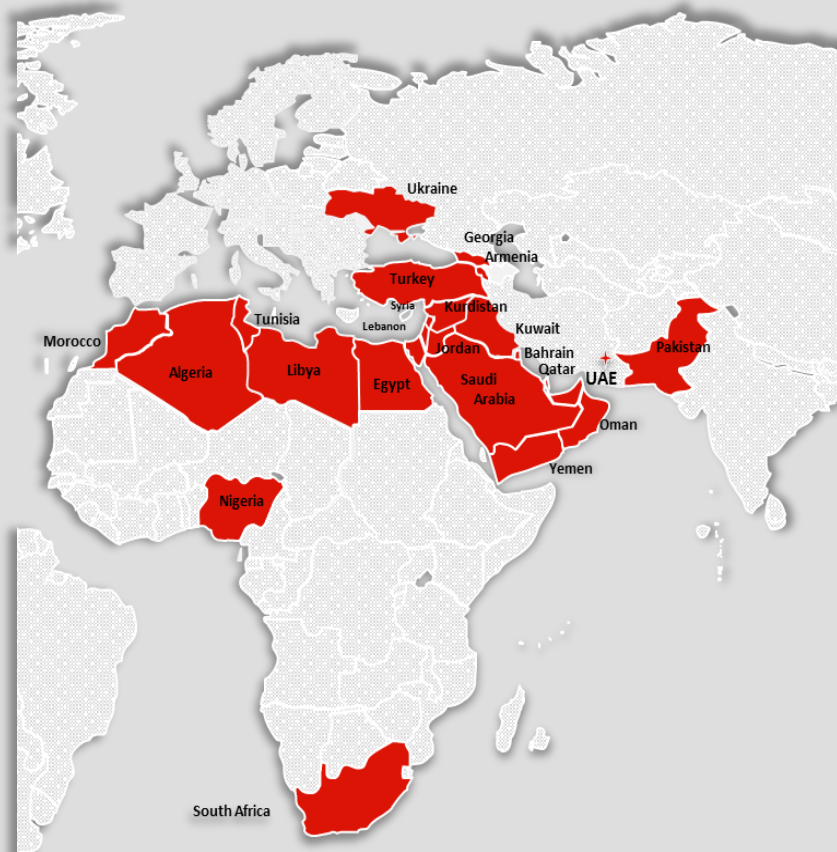 Ukraine
Georgia
Armenia
Turkey
Syria
Kurdistan
Tunisia
Lebanon
Kuwait
Morocco
Jordan
Bahrain
Pakistan
Algeria
Libya
Egypt
Saudi
Arabia
Qatar
UAE
Oman
Yemen
Nigeria
South Africa